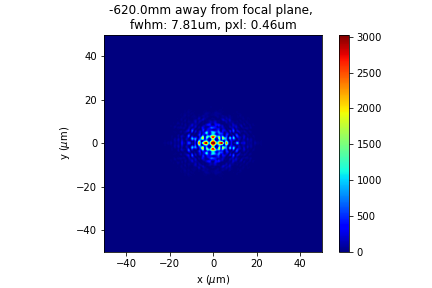 -620.0mm away from focal plane,
fwhm: 7.81um, pxl: 0.46um
40
20
0
−20
−40
y (μm)
−40 −20 0 20 40
x (μm)
3000
2500
2000
1500
1000
500
0